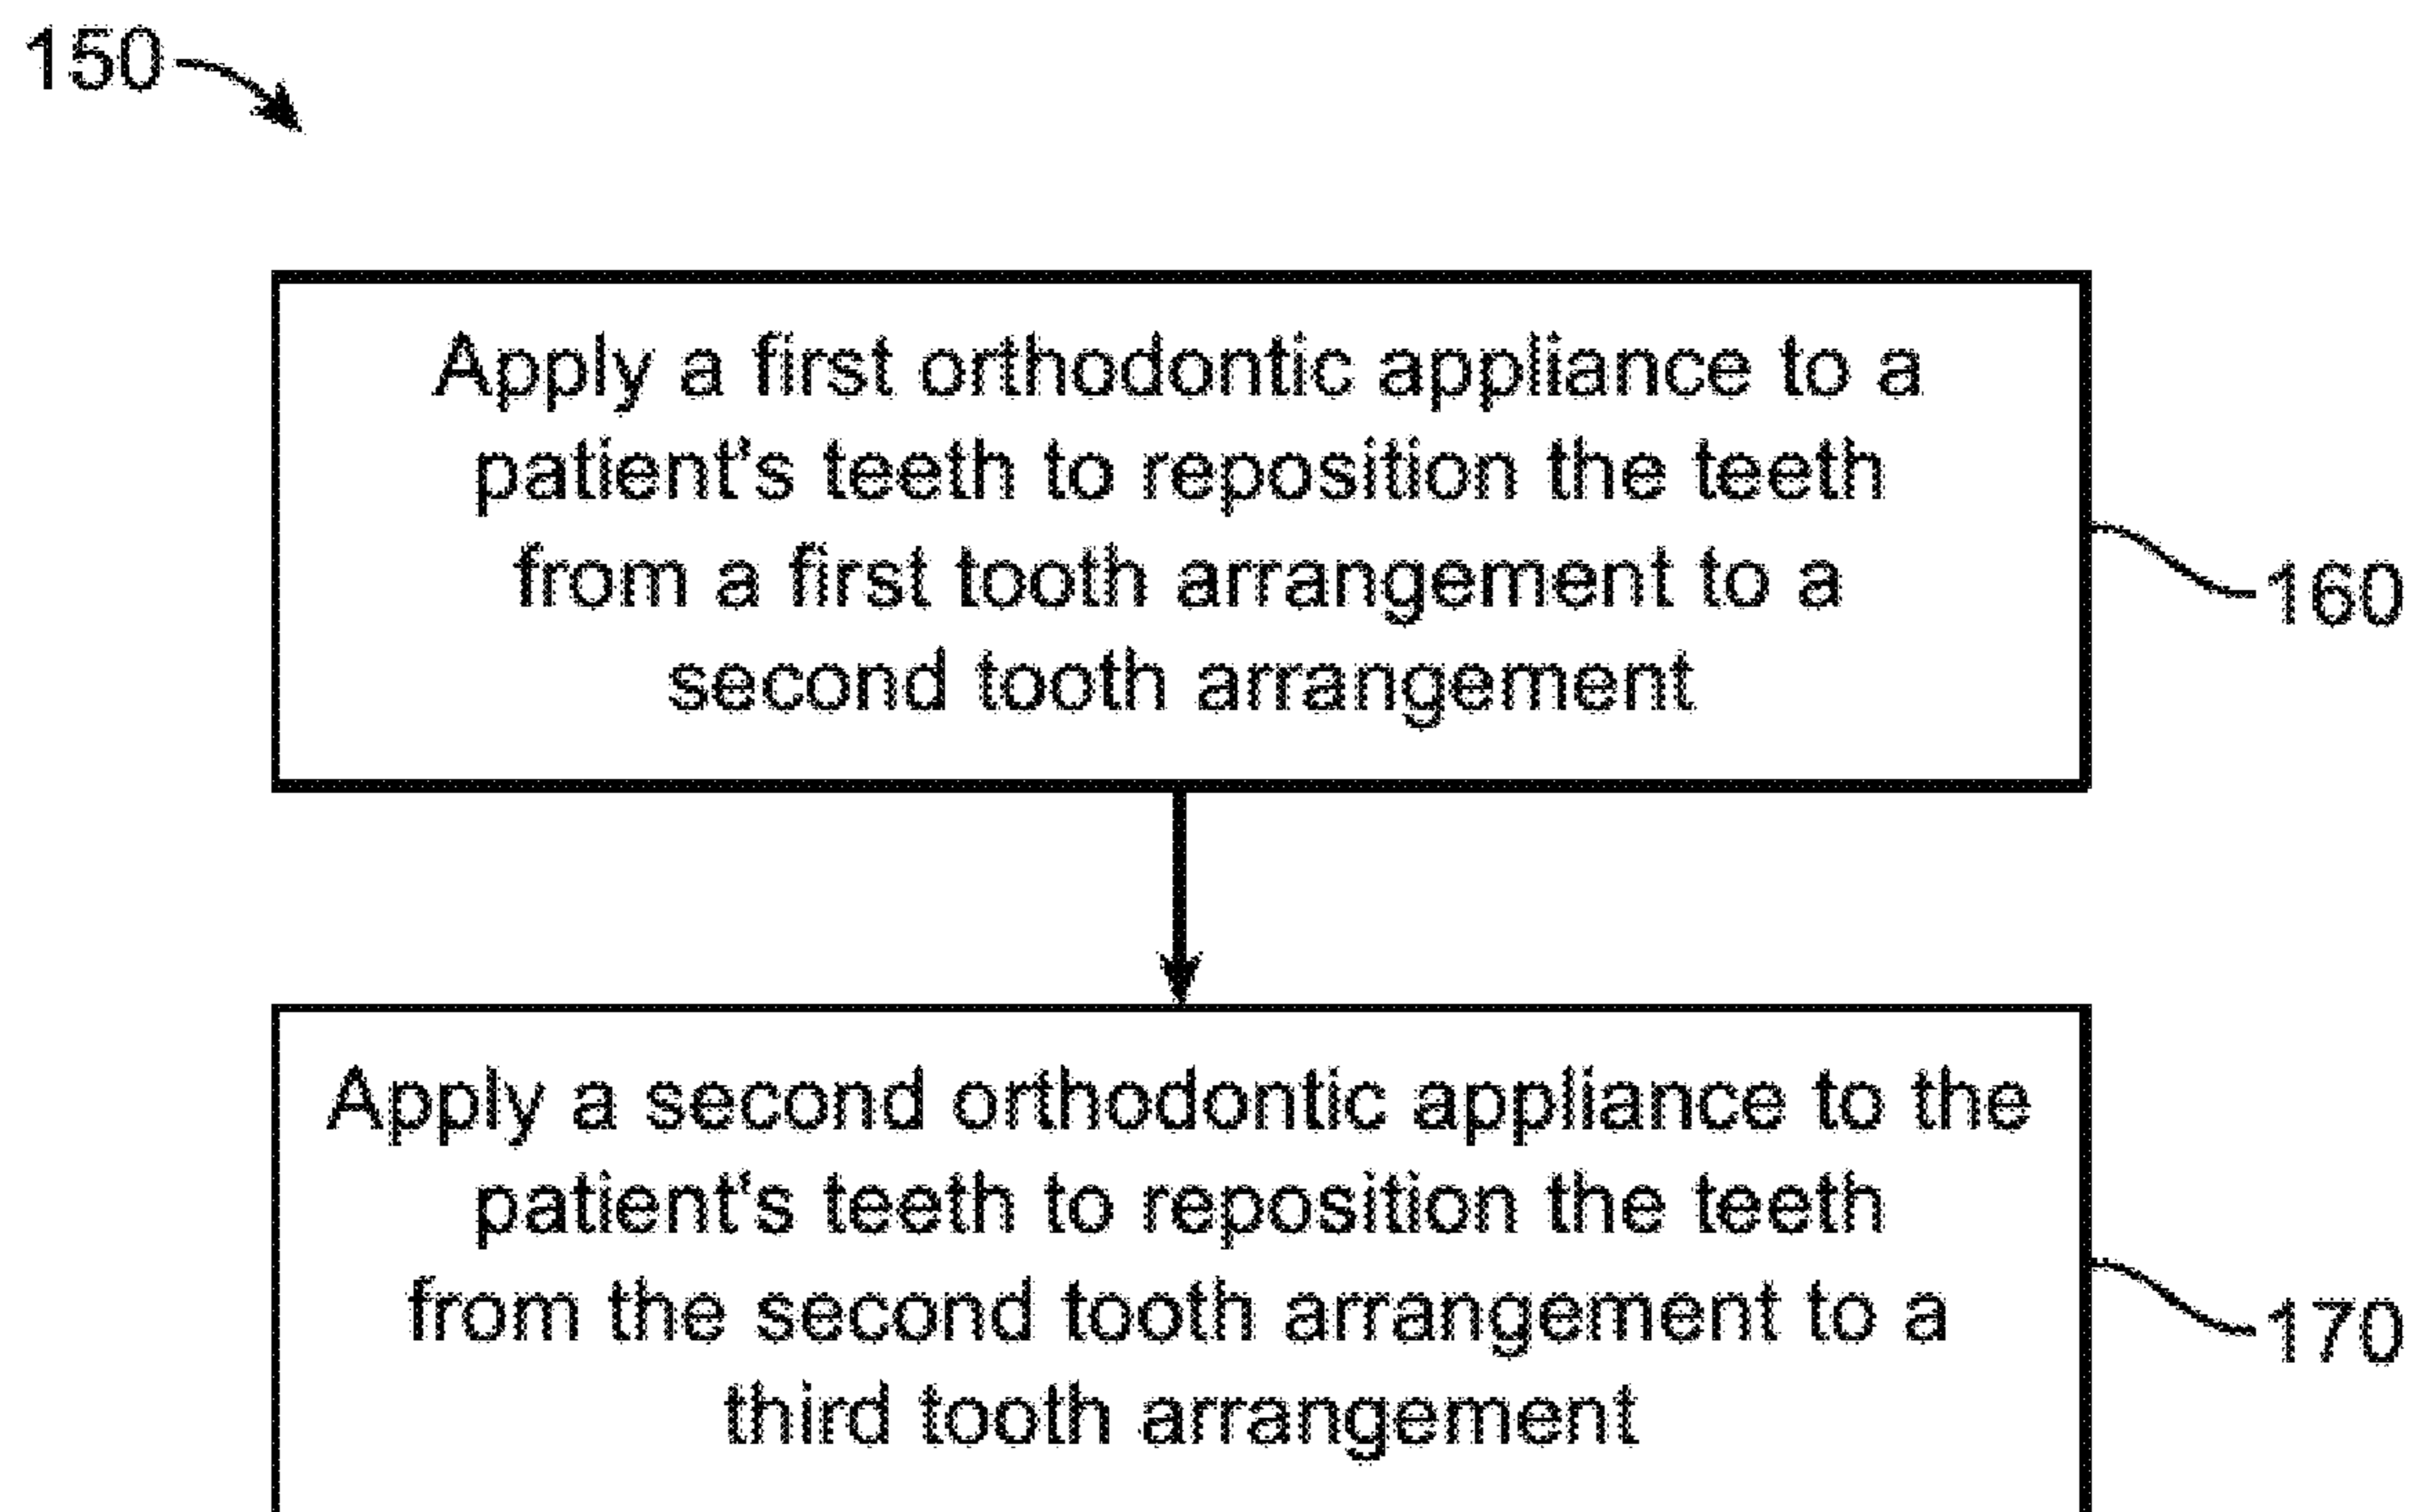 150
Apply a first orthodontic appliance to a
patient's teeth to reposition the teeth
from a first tooth arrangement to a
second tooth arrangement
160
Apply a second orthodontic appliance to the
patient's teeth to reposition the teeth
from the second tooth arrangement to a
third tooth arrangement
170